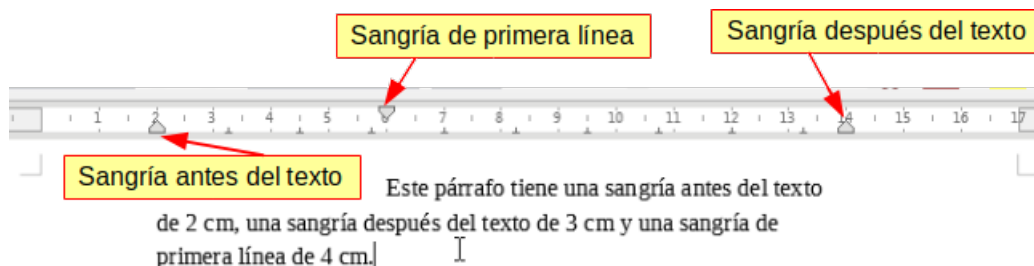 Sangría de primera línea
Sangría después del texto
1 2 3 4 5 6 7 8 9 10 11 12 13 14 15 16 17
Sangría antes del texto
Este párrafo tiene una sangría antes del texto
de 2 cm, una sangría después del texto de 3 cm y una sangría de
primera línea de 4 cm.